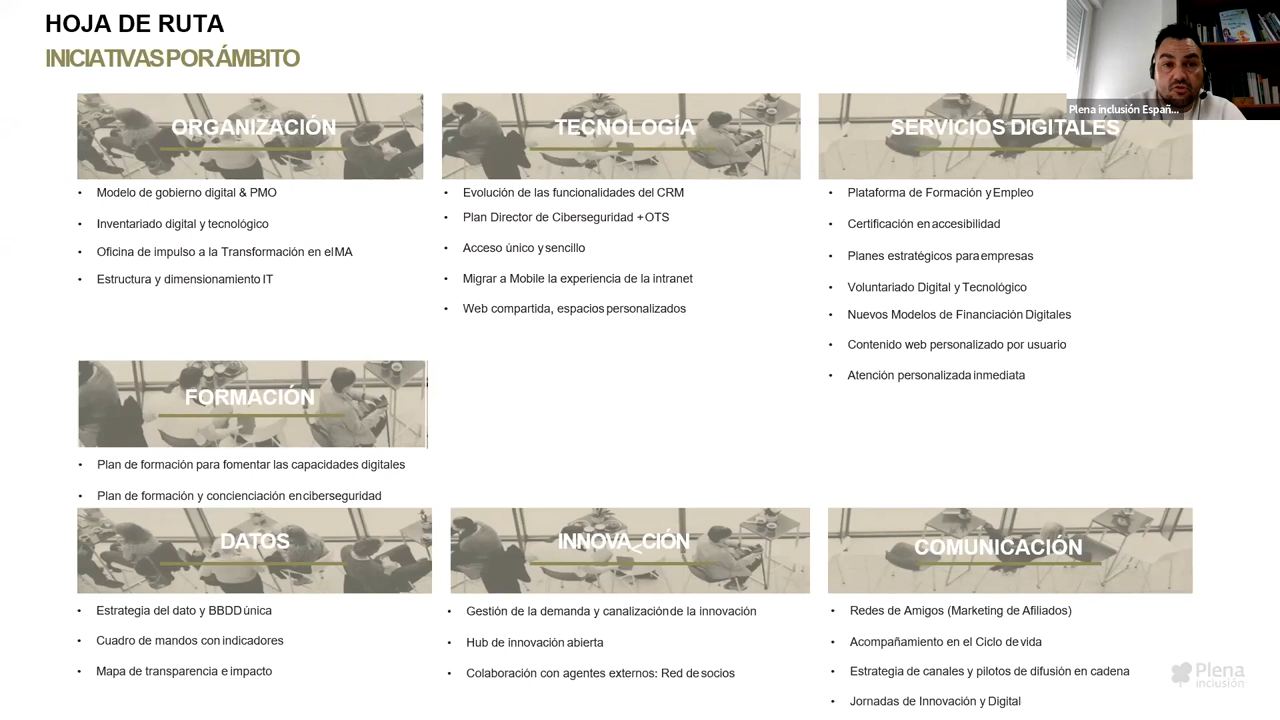 HOJA DE RUTA
INICIATIVAS POR ÁMBITO
Plena inclusión Españ...
ORGANIZACIÓN
• Modelo de gobierno digital & PMO
• Inventariado digital y tecnológico
• Oficina de impulso a la Transformación en el MA
• Estructura y dimensionamiento IT
TECNOLOGÍA
• Evolución de las funcionalidades del CRM
• Plan Director de Ciberseguridad + OTS
• Acceso único y sencillo
• Migrar a Mobile la experiencia de la intranet
• Web compartida, espacios personalizados
SERVICIOS DIGITALES
• Plataforma de Formación y Empleo
• Certificación en accesibilidad
• Planes estratégicos para empresas
• Voluntariado Digital y Tecnológico
• Nuevos Modelos de Financiación Digitales
• Contenido web personalizado por usuario
• Atención personalizada inmediata
FORMACIÓN
• Plan de formación para fomentar las capacidades digitales
• Plan de formación y concienciación en ciberseguridad
DATOS
• Estrategia del dato y BBDD única
• Cuadro de mandos con indicadores
• Mapa de transparencia e impacto
INNOVA<CIÓN
• Gestión de la demanda y canalización de la innovación
• Hub de innovación abierta
• Colaboración con agentes externos: Red de socios
COMUNICACIÓN
• Redes de Amigos (Marketing de Afiliados)
• Acompañamiento en el Ciclo de vida
• Estrategia de canales y pilotos de difusión en cadena
• Jornadas de Innovación y Digital
Plena
inclusión